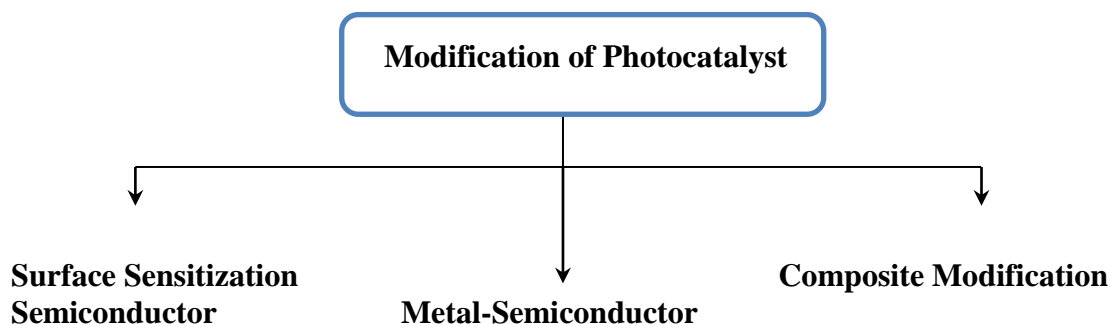 Modification of Photocatalyst
Surface Sensitization
Semiconductor
Metal-Semiconductor
Composite Modification